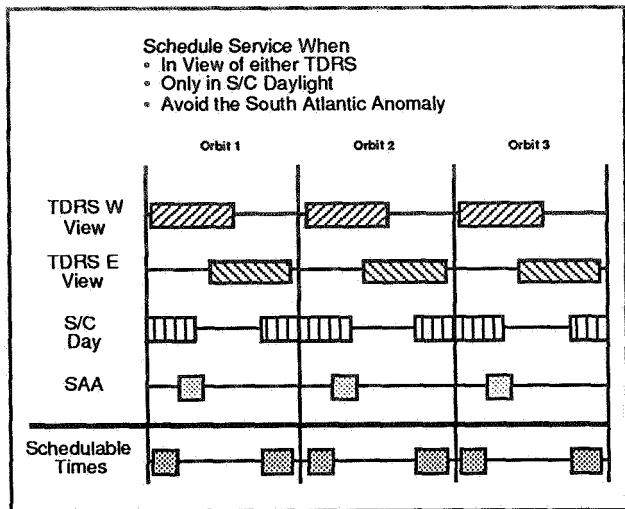 Schedule Service When
◦ In View of either TDRS
◦ Only in S/C Daylight
◦ Avoid the South Atlantic Anomaly
Orbit 1 Orbit 2 Orbit 3
TDRS W
View
TDRS E
View
S/C
Day
SAA
Schedulable
Times